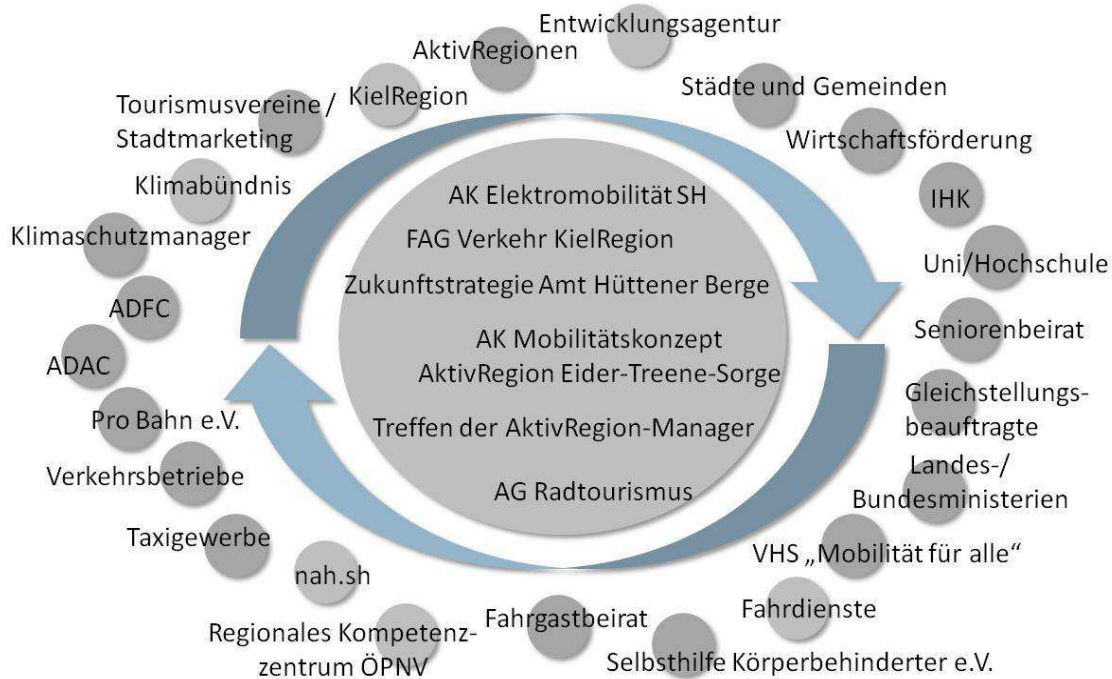 Entwicklungsagentur
AktivRegionen
KielRegion
Tourismusvereine /
Stadtmarketing
Klimabündnis
Klimaschutzmanager
ADFC
ADAC
Pro Bahn e.V.
Verkehrsbetriebe
Taxigewerbe
nah.sh
Regionales Kompetenz-
zentrum ÖPNV
Fahrgastbeirat
Selbsthilfe Körperbehinderter e.V.
Fahrdienste
VHS „Mobilität für alle“
Landes-/
Bundesministerien
Gleichstellungs-
beauftragte
Seniorenbeirat
Uni/Hochschule
IHK
Wirtschaftsförderung
Städte und Gemeinden
AK Elektromobilität SH
FAG Verkehr KielRegion
Zukunftstrategie Amt Hüttener Berge
AK Mobilitätskonzept
AktivRegion Eider-Treene-Sorge
Treffen der AktivRegion-Manager
AG Radtourismus